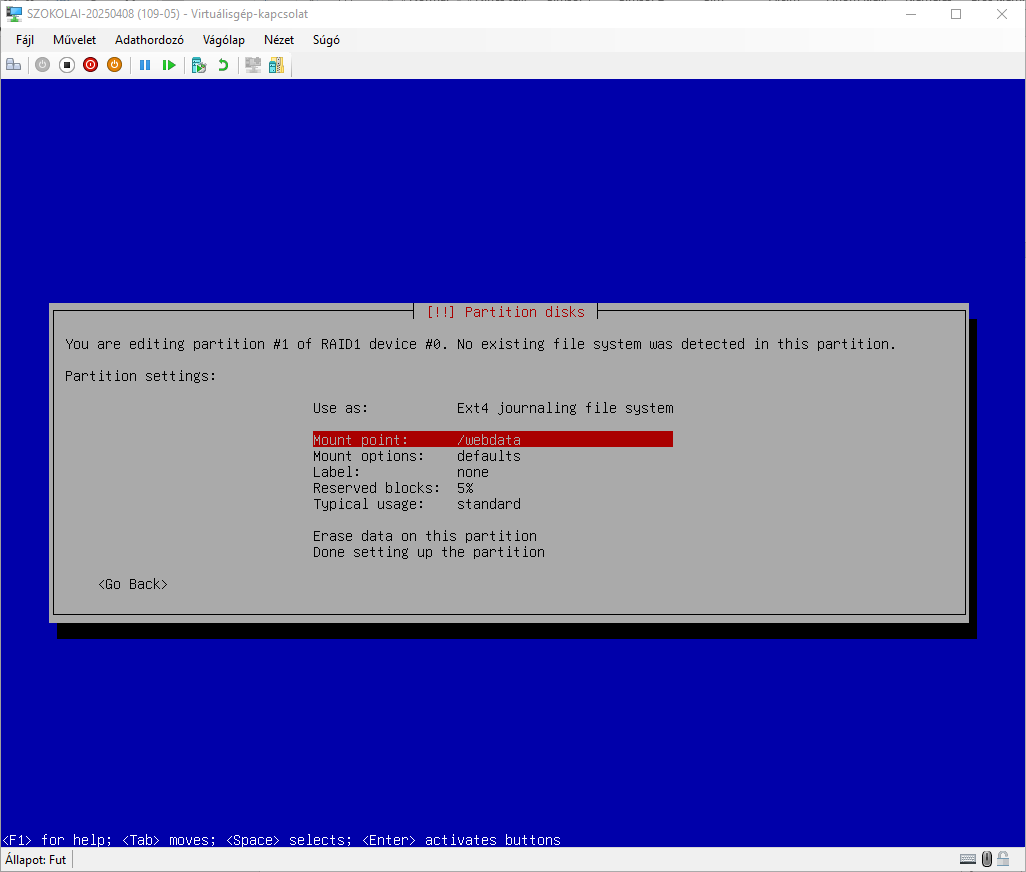 SZOKOLAI-20250408 (109-05) - Virtuálisgép-kapcsolat
Fájl Művelet Adathordozó Vágólap Nézet Súgó
[!!] Partition disks
You are editing partition #1 of RAID1 device #0. No existing file system was detected in this partition.
Partition settings:
Use as: Ext4 journaling file system
Mount point: /webdata
Mount options: defaults
Label: none
Reserved blocks: 5%
Typical usage: standard
Erase data on this partition
Done setting up the partition
<Go Back>
<F1> for help; <Tab> moves; <Space> selects; <Enter> activates buttons
Állapot: Fut